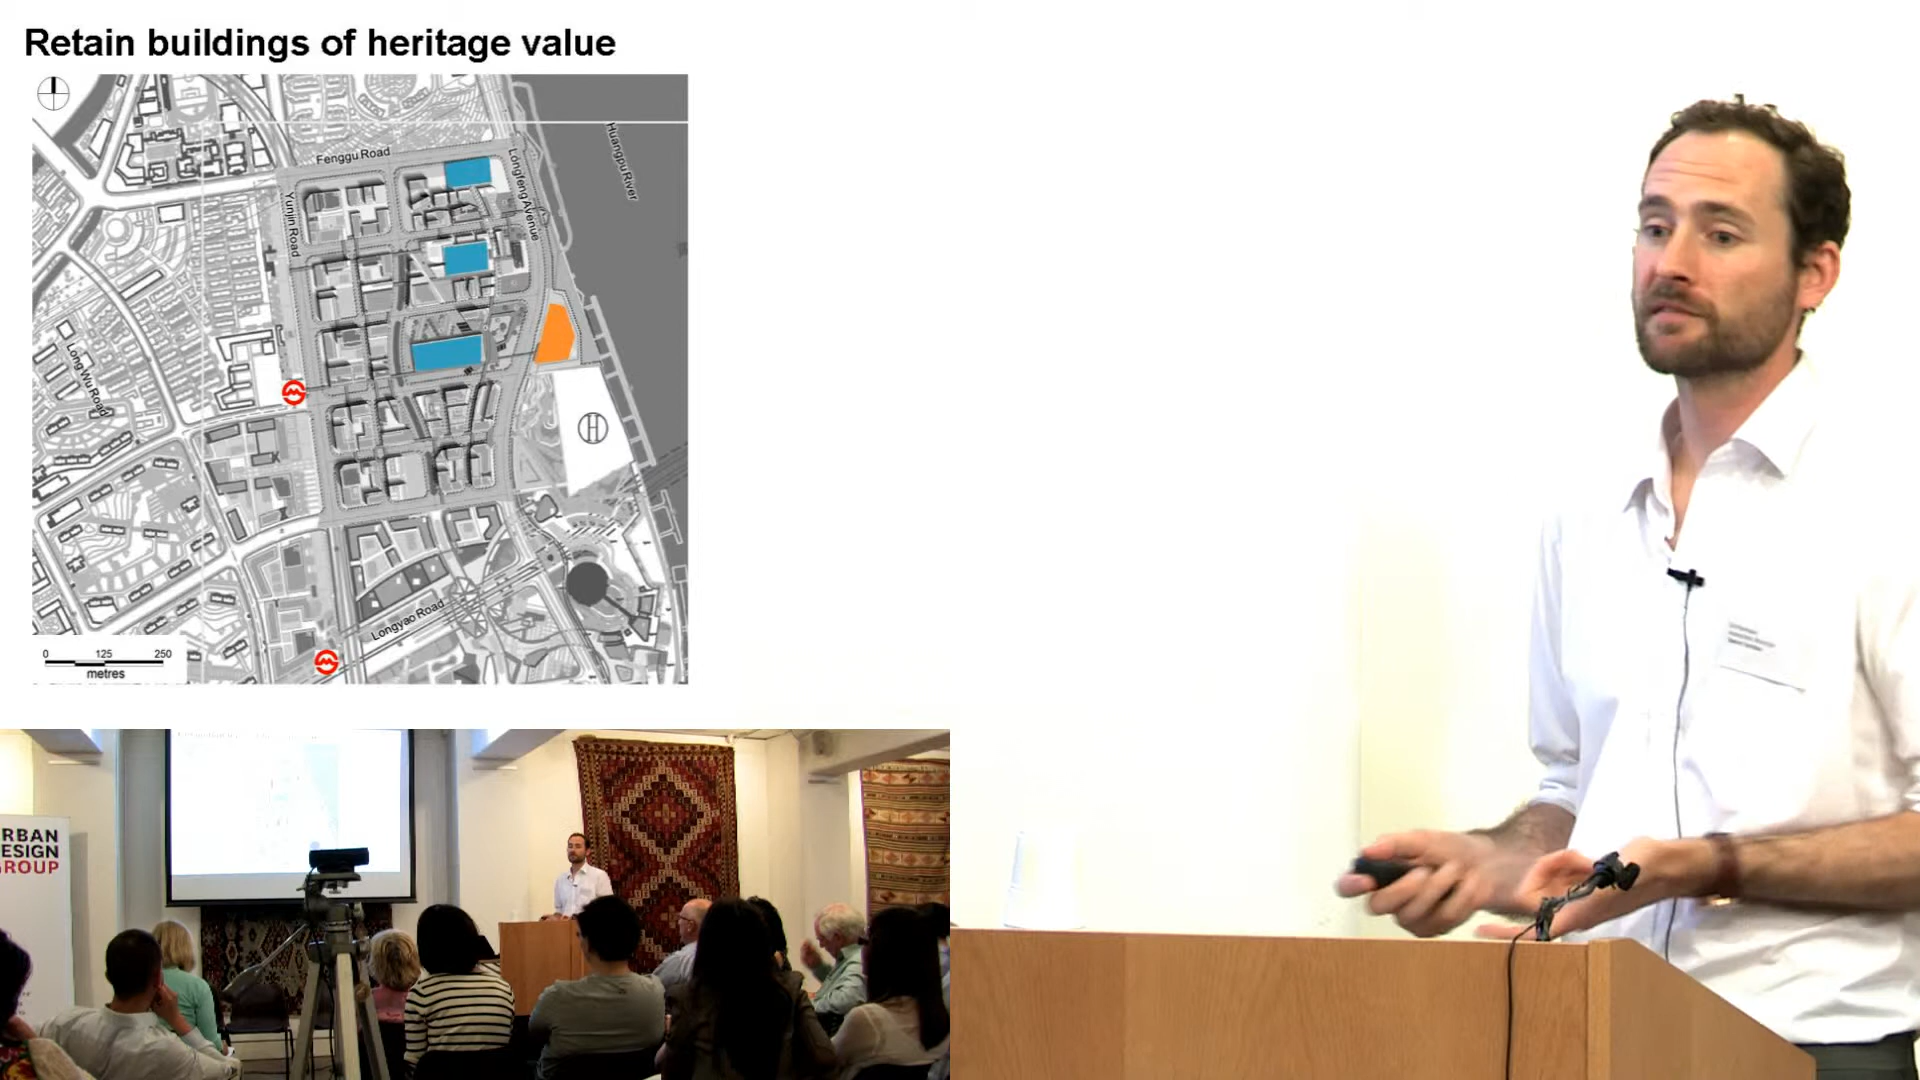 Retain buildings of heritage value
Fenggu Road
Longfeng Avenue
Huangpu River
Yunjin Road
Long Wu Road
H
Longyao Road
0 125 250
metres
RBAN
ESIGN
GROUP